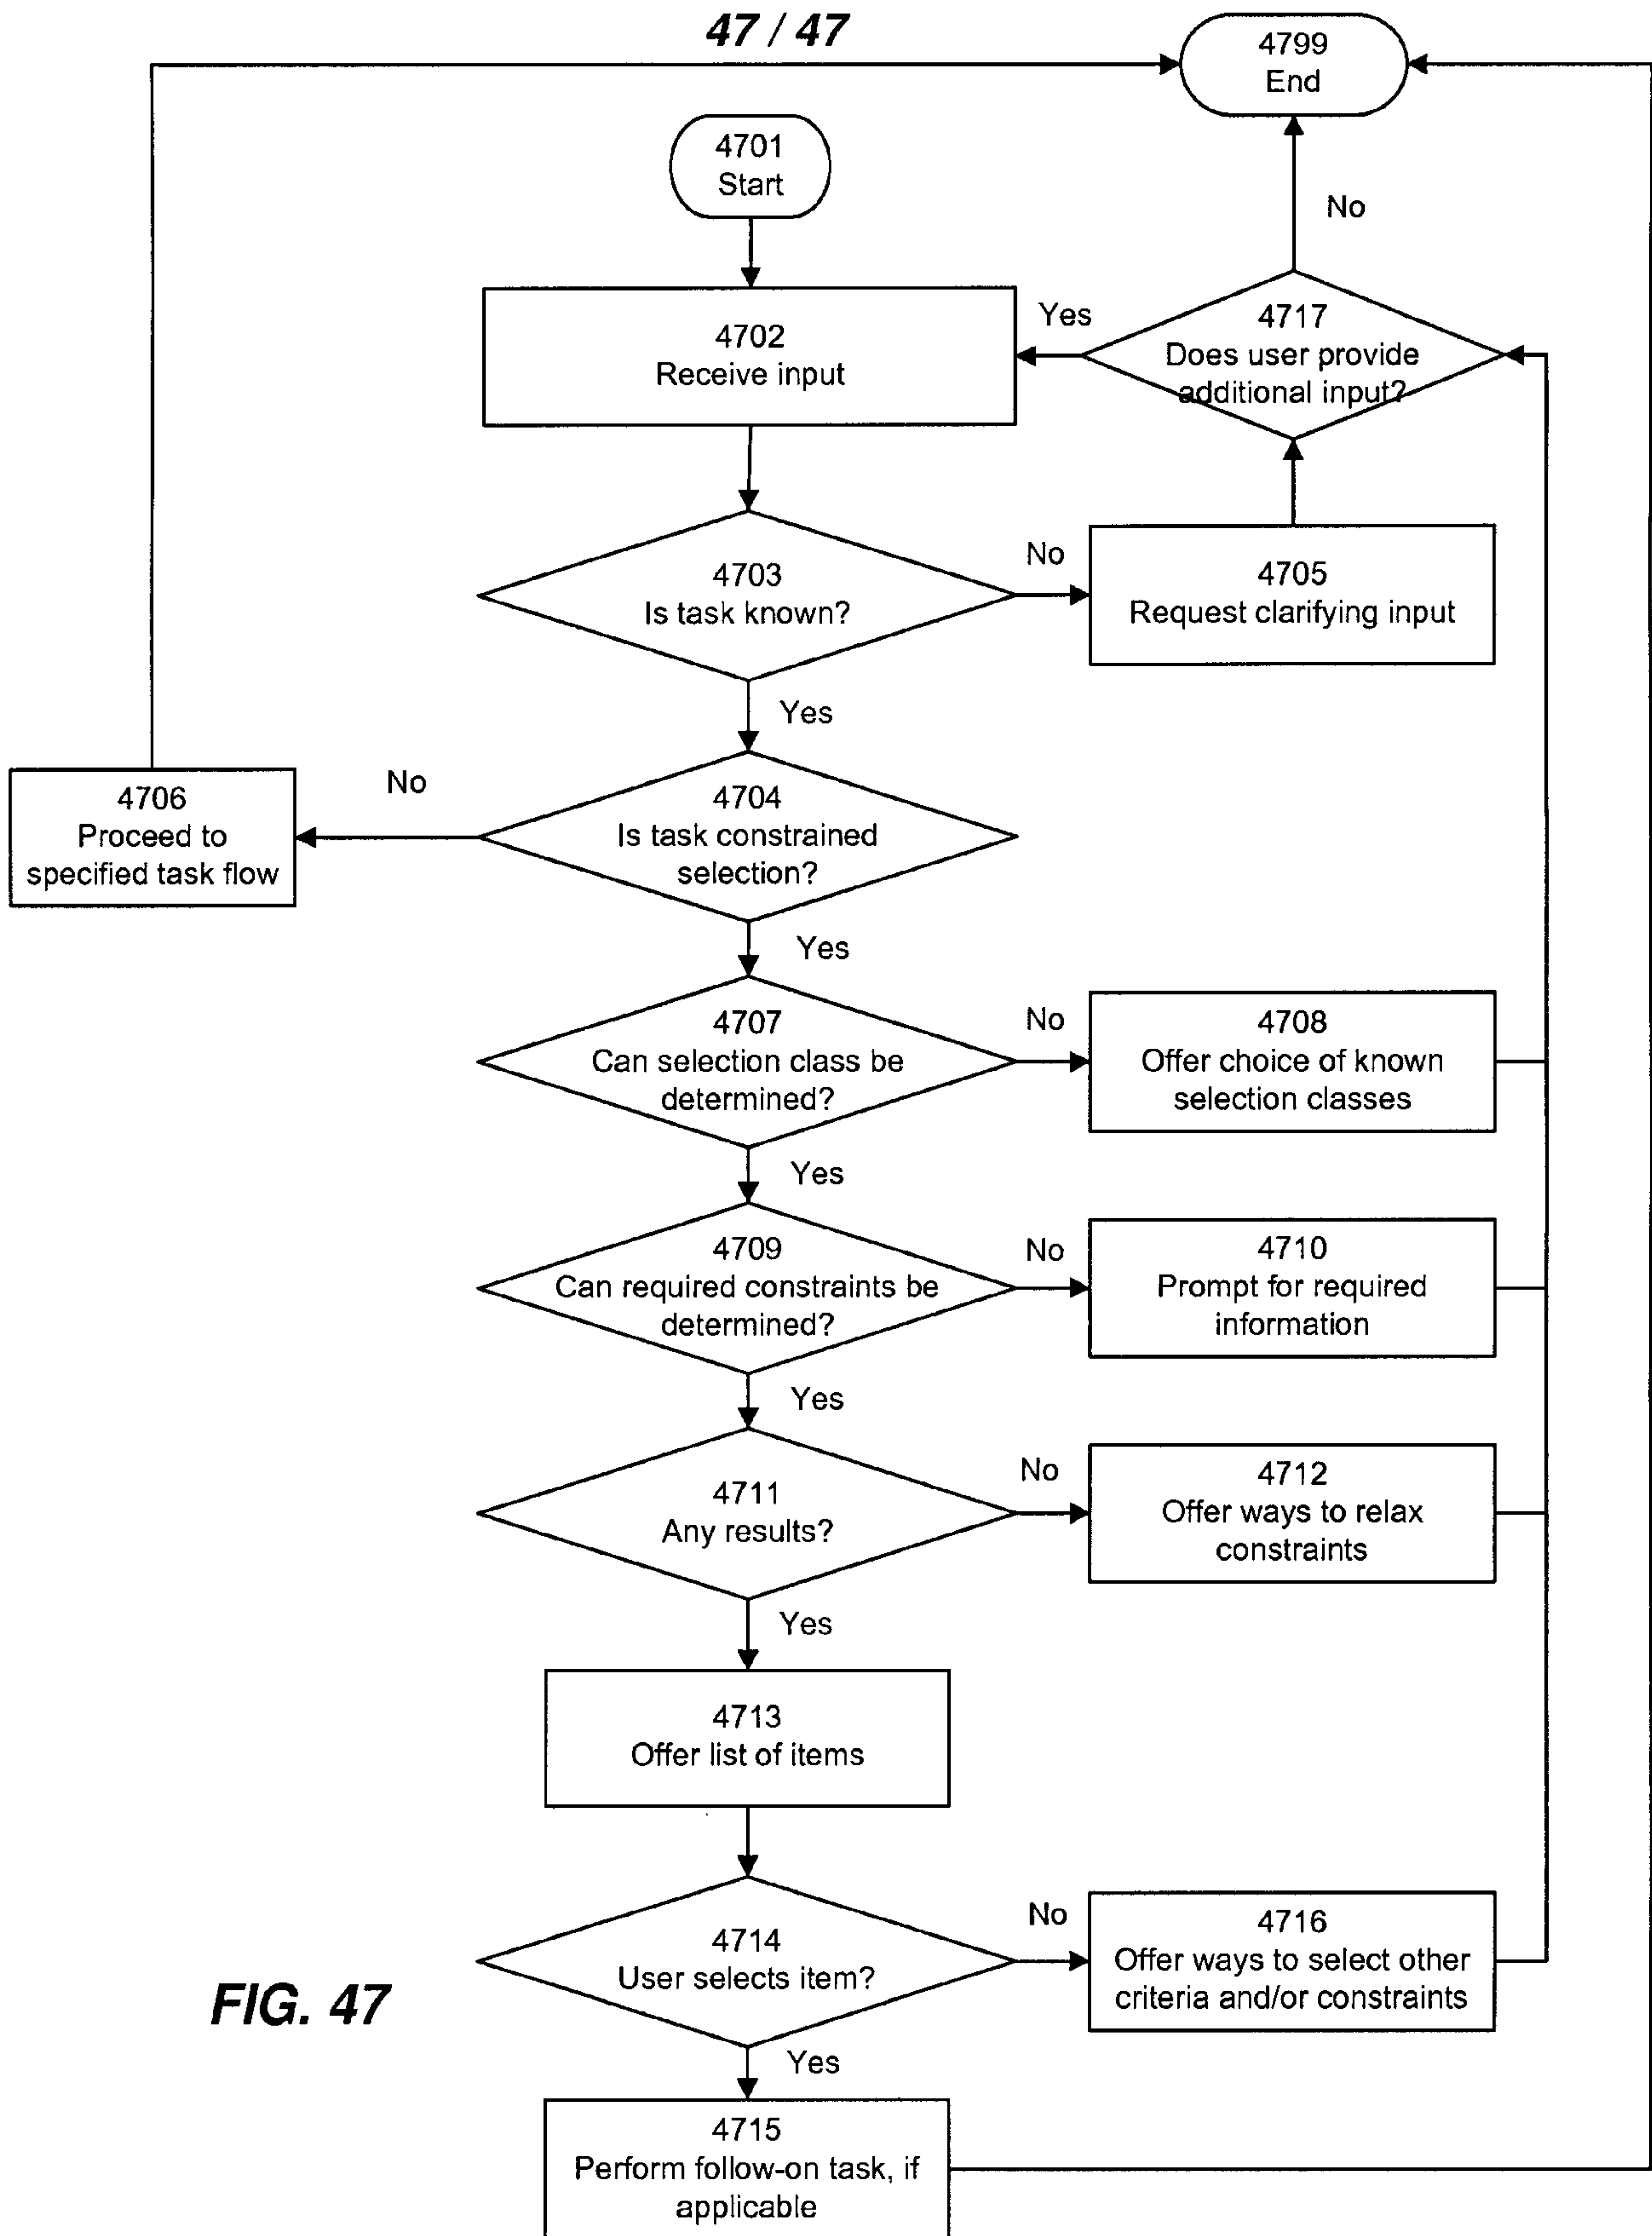 47 / 47
4799
End
4701
Start
No
4702
Receive input
Yes
4717
Does user provide
additional input?
4703
Is task known?
No
4705
Request clarifying input
Yes
4706
Proceed to
specified task flow
No
4704
Is task constrained
selection?
Yes
4707
Can selection class be
determined?
No
4708
Offer choice of known
selection classes
Yes
4709
Can required constraints be
determined?
No
4710
Prompt for required
information
Yes
4711
Any results?
No
4712
Offer ways to relax
constraints
Yes
4713
Offer list of items
4714
User selects item?
No
4716
Offer ways to select other
criteria and/or constraints
FIG. 47
Yes
4715
Perform follow-on task, if
applicable